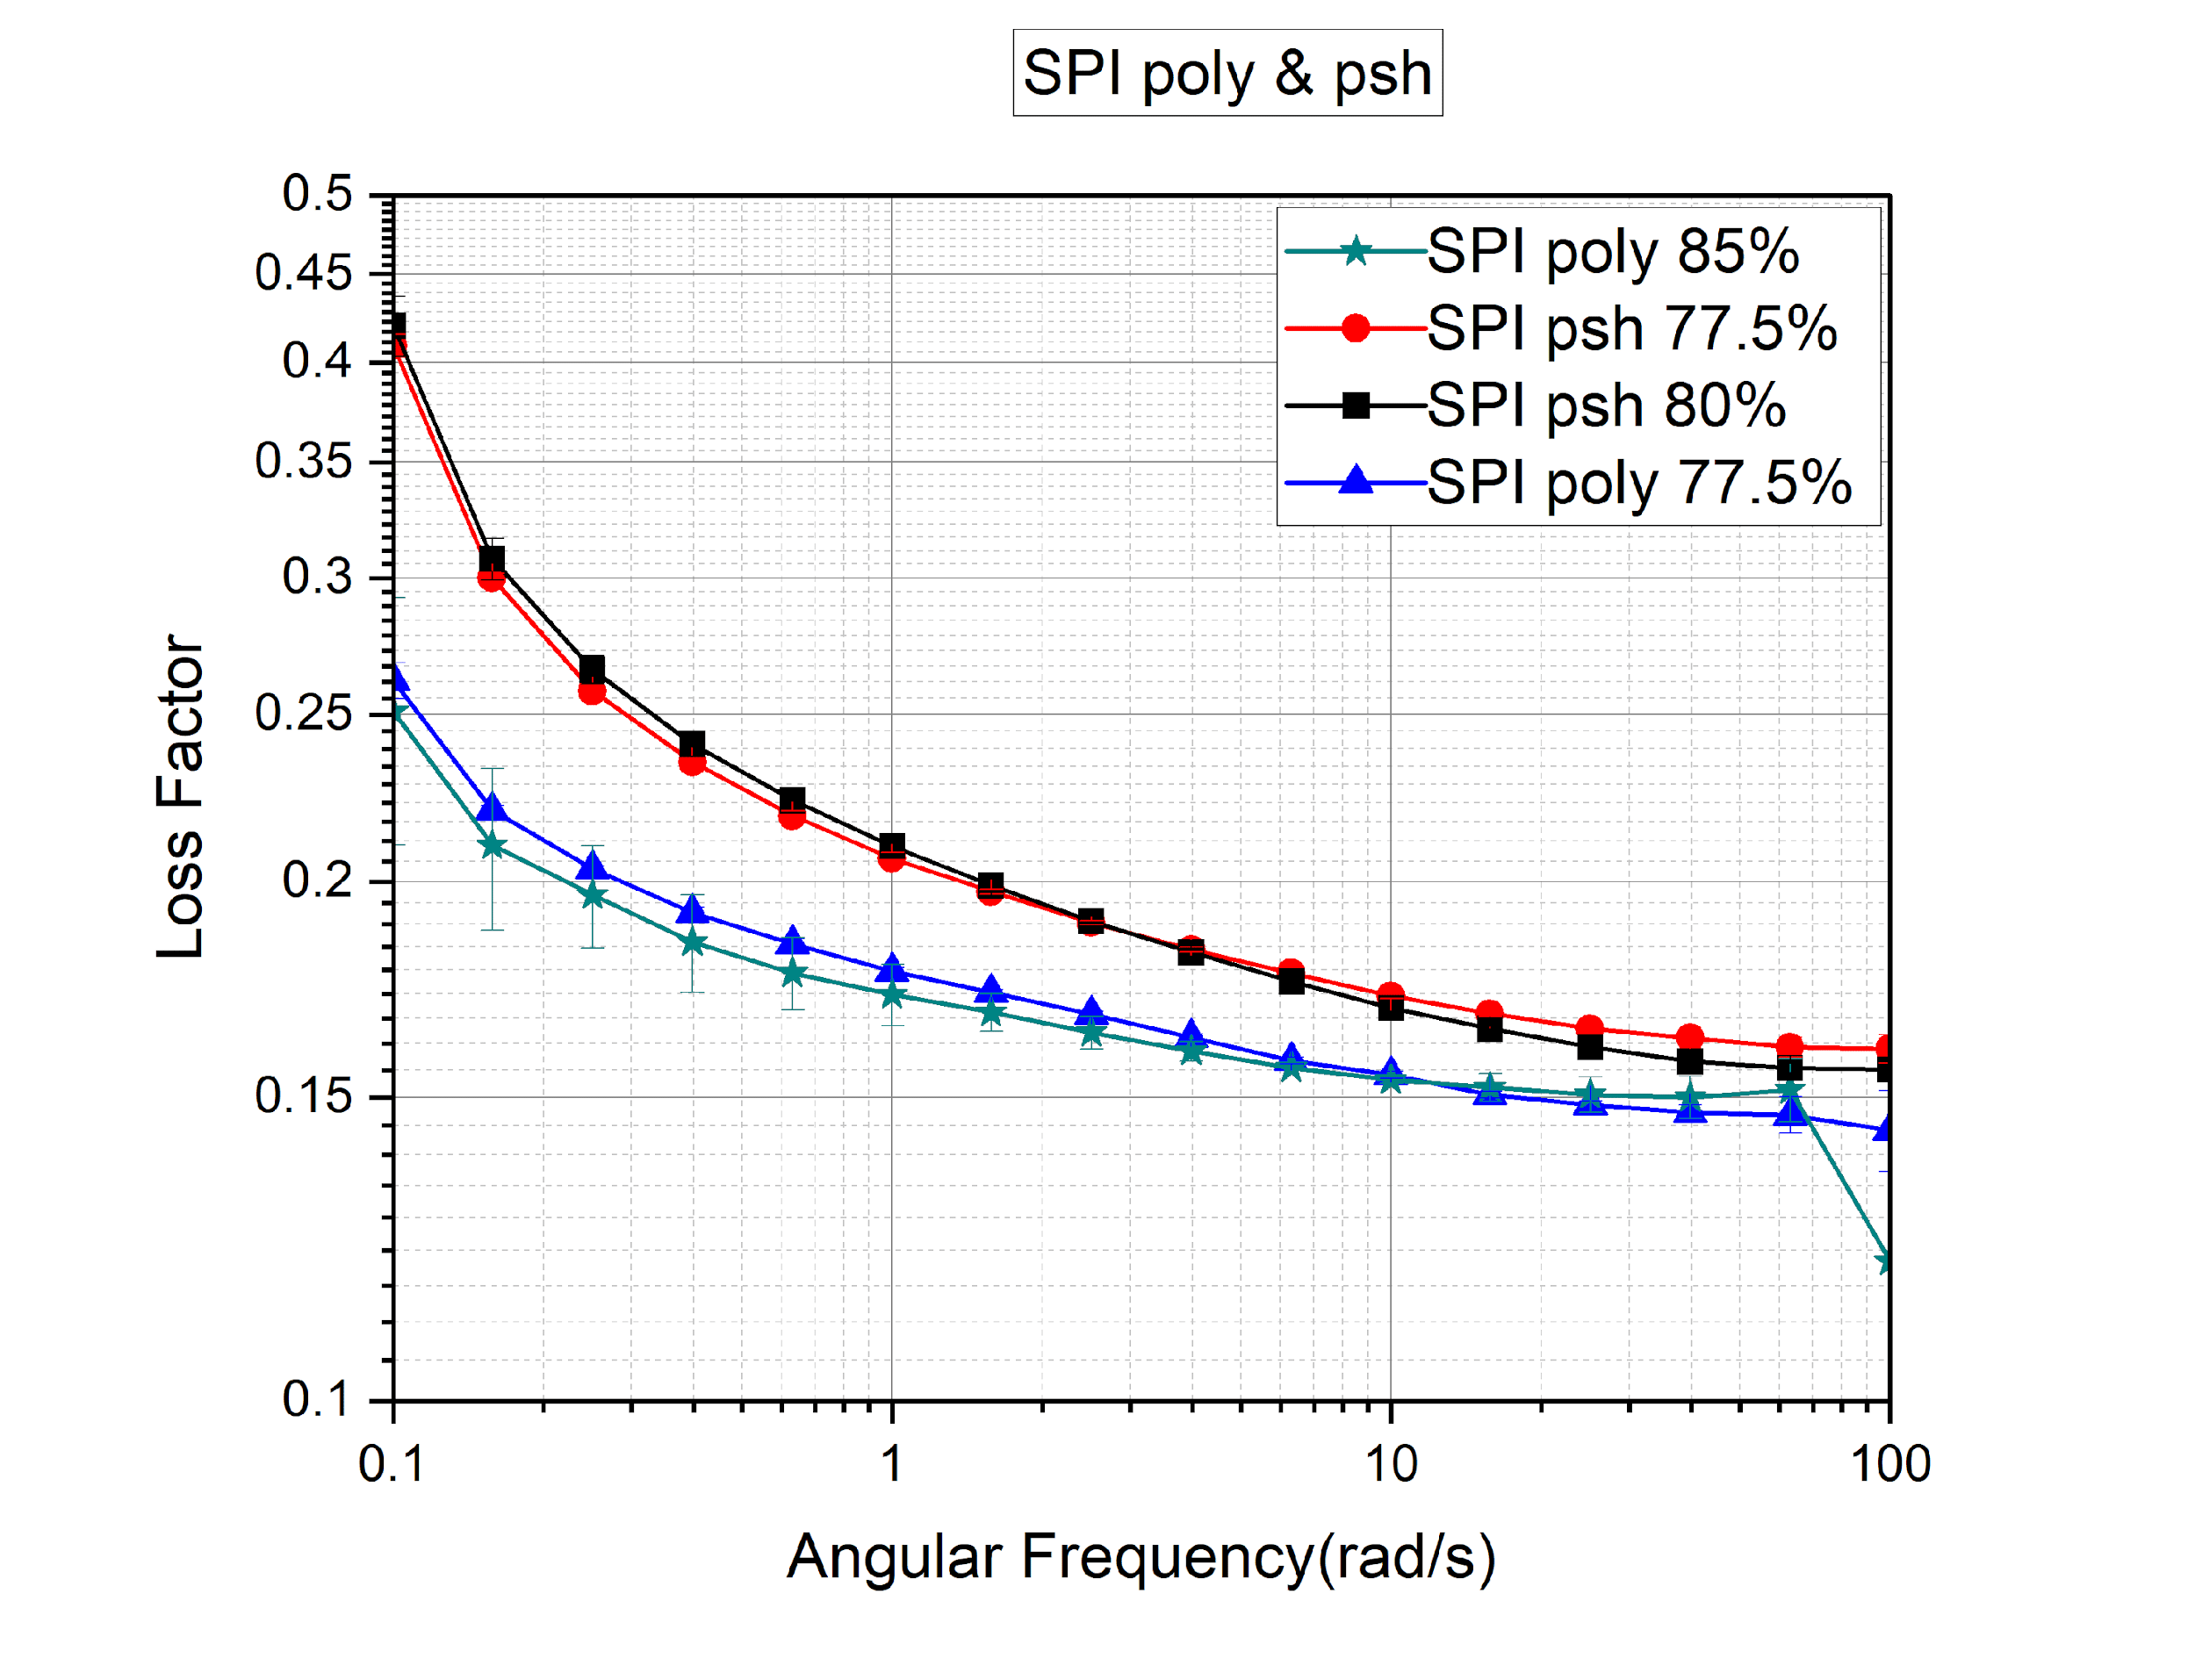 SPI poly & psh
SPI poly 85%
SPI psh 77.5%
SPI psh 80%
SPI poly 77.5%
Loss Factor
0.5
0.45
0.4
0.35
0.3
0.25
0.2
0.15
0.1
0.1 1 10 100
Angular Frequency(rad/s)